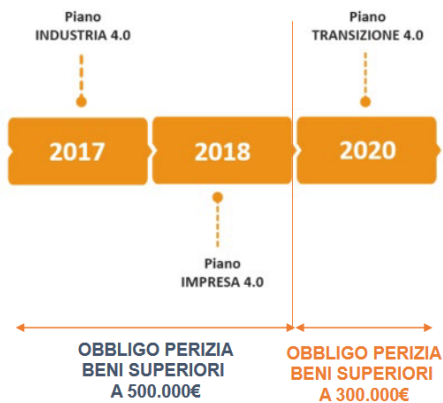 Piano
INDUSTRIA 4.0
Piano
TRANSIZIONE 4.0
2017
2018
2020
Piano
IMPRESA 4.0
OBBLIGO PERIZIA
BENI SUPERIORI
A 500.000€
OBBLIGO PERIZIA
BENI SUPERIORI
A 300.000€